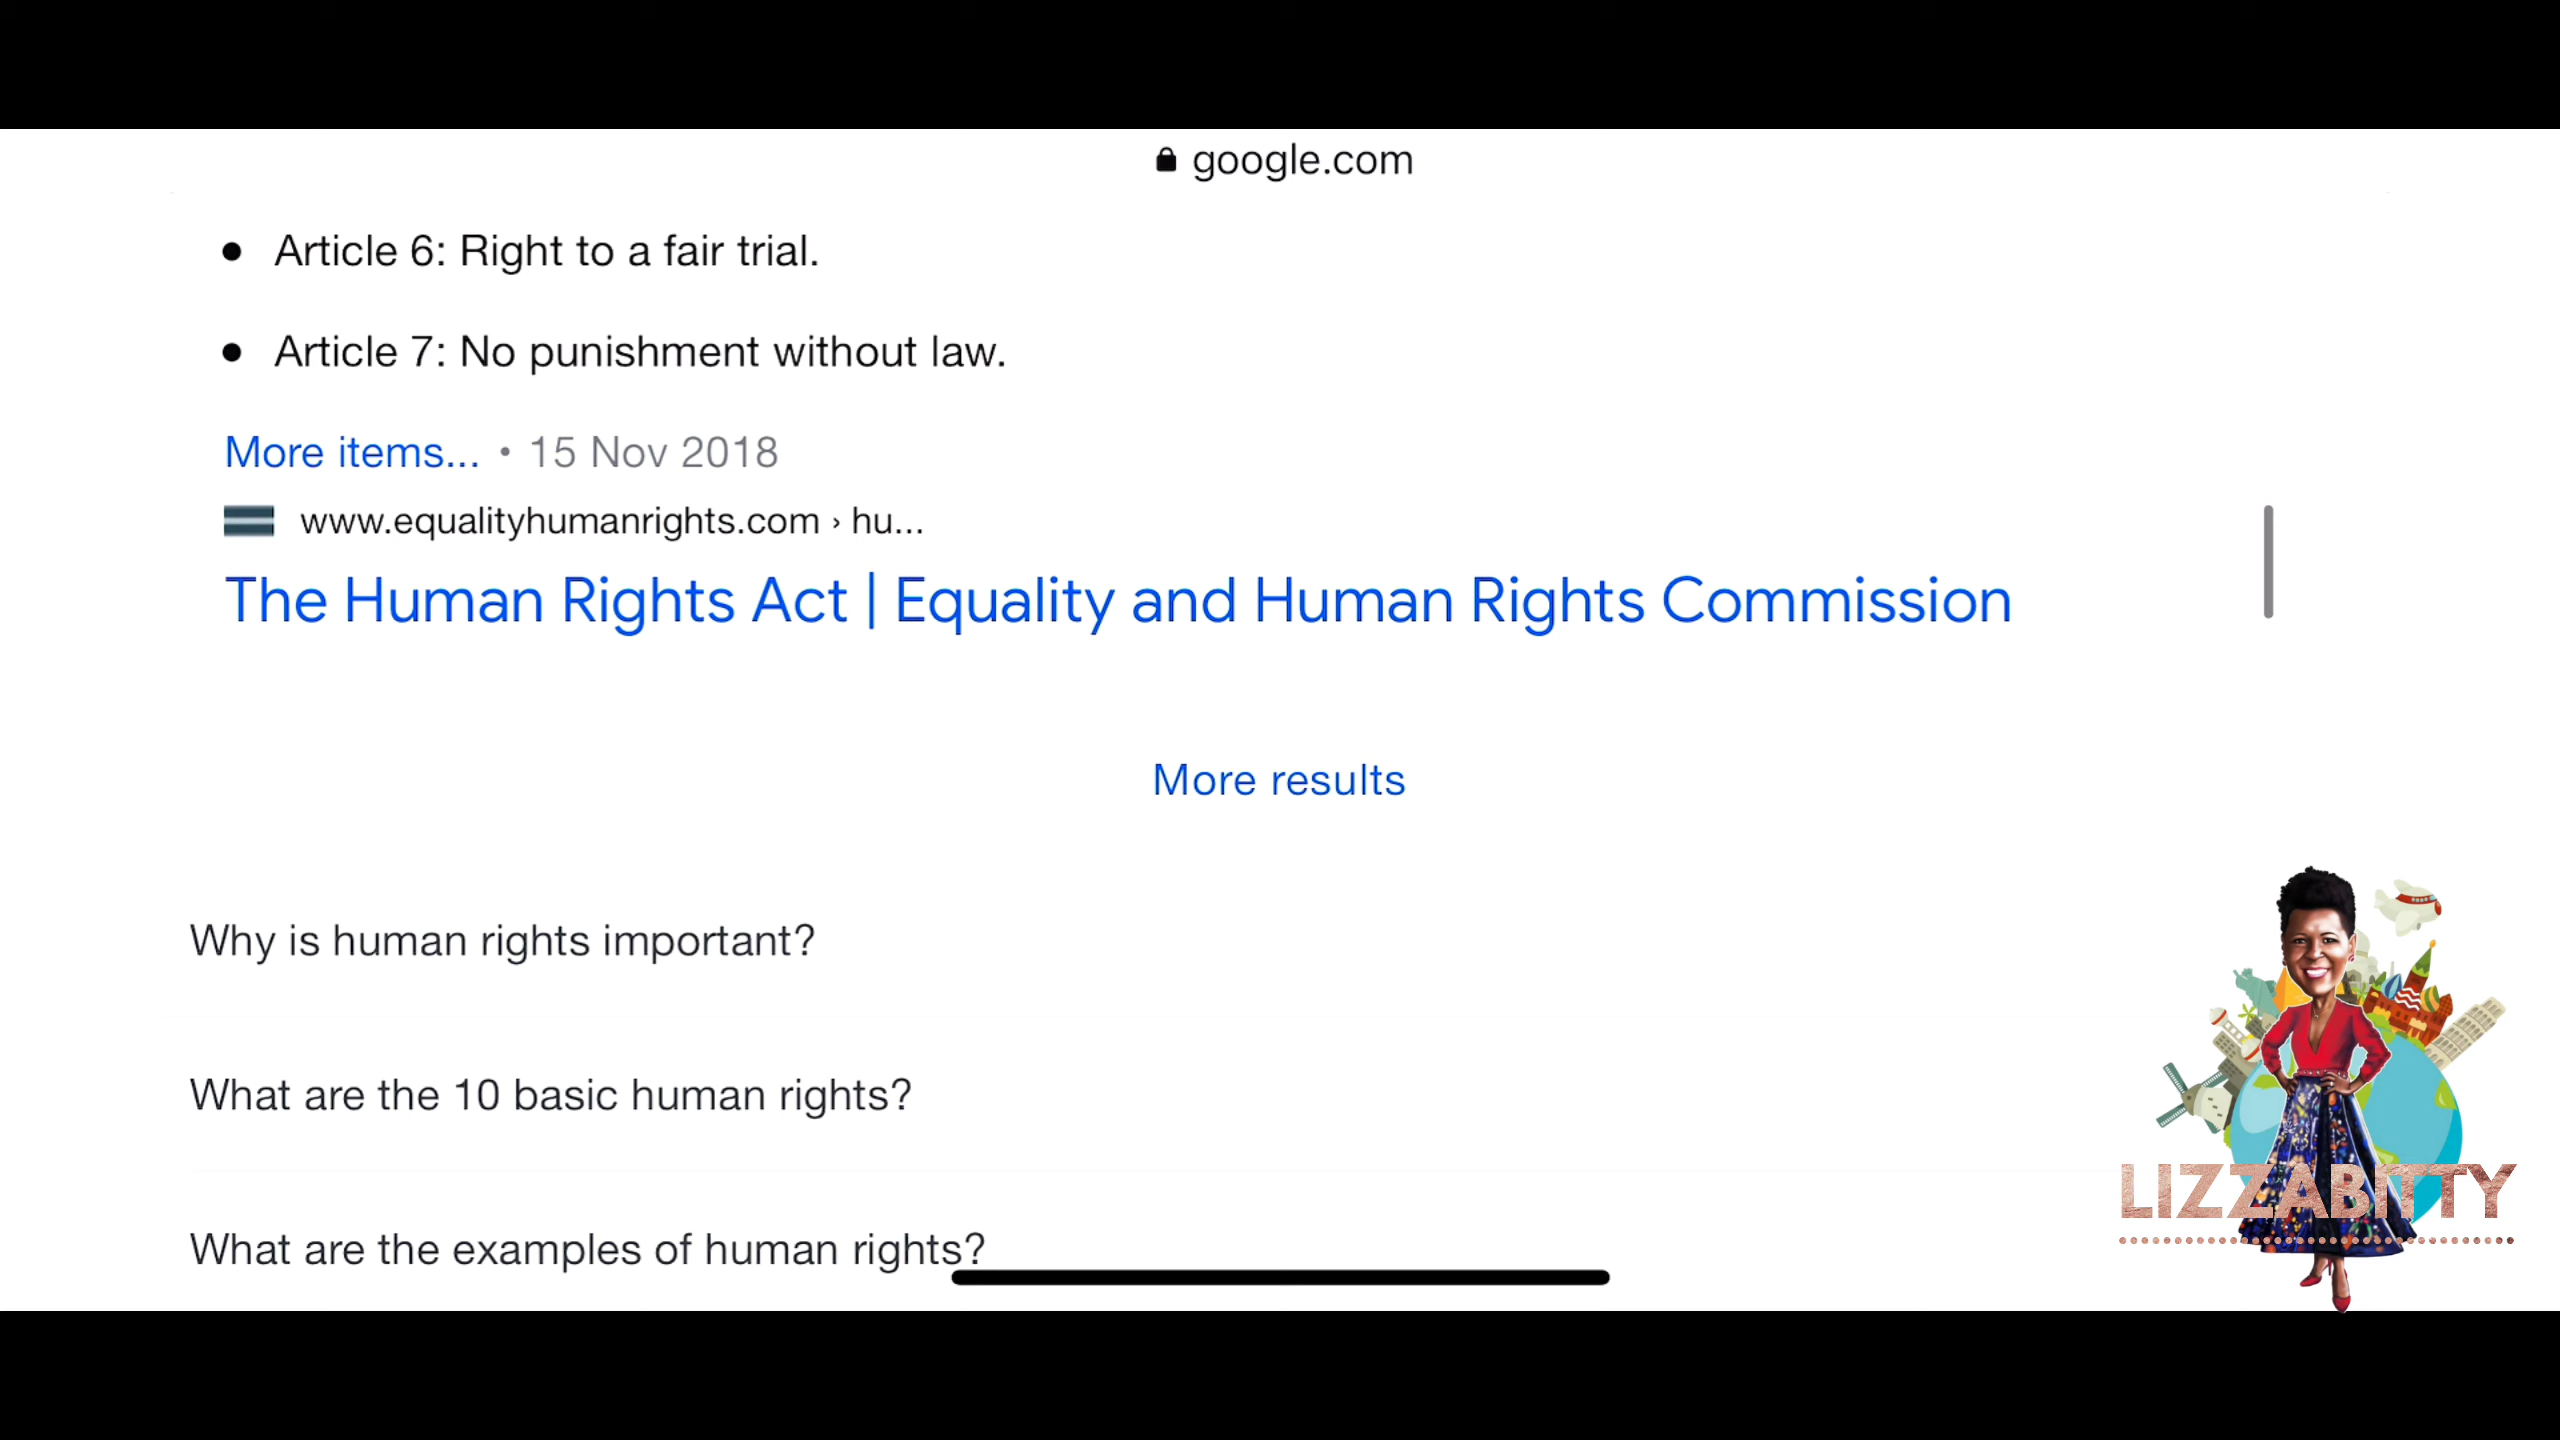 google.com
• Article 6: Right to a fair trial.
• Article 7: No punishment without law.
More items... • 15 Nov 2018
www.equalityhumanrights.com › hu...
The Human Rights Act | Equality and Human Rights Commission
More results
Why is human rights important?
What are the 10 basic human rights?
What are the examples of human rights?
LIZZABITTY